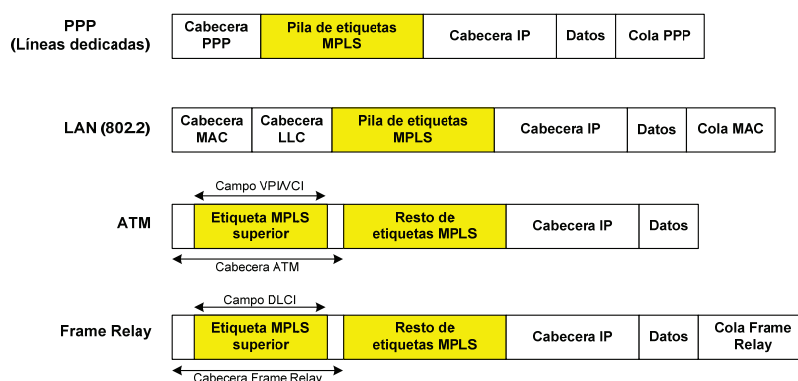 PPP
(Líneas dedicadas)
Cabecera
PPP
Pila de etiquetas
MPLS
Cabecera IP
Datos
Cola PPP
LAN (802.2)
Cabecera
MAC
Cabecera
LLC
Pila de etiquetas
MPLS
Cabecera IP
Datos
Cola MAC
Campo VPI/VCI
ATM
Etiqueta MPLS
superior
Resto de
etiquetas MPLS
Cabecera IP
Datos
Cabecera ATM
Campo DLCI
Frame Relay
Etiqueta MPLS
superior
Resto de
etiquetas MPLS
Cabecera IP
Datos
Cola Frame
Relay
Cabecera Frame Relay